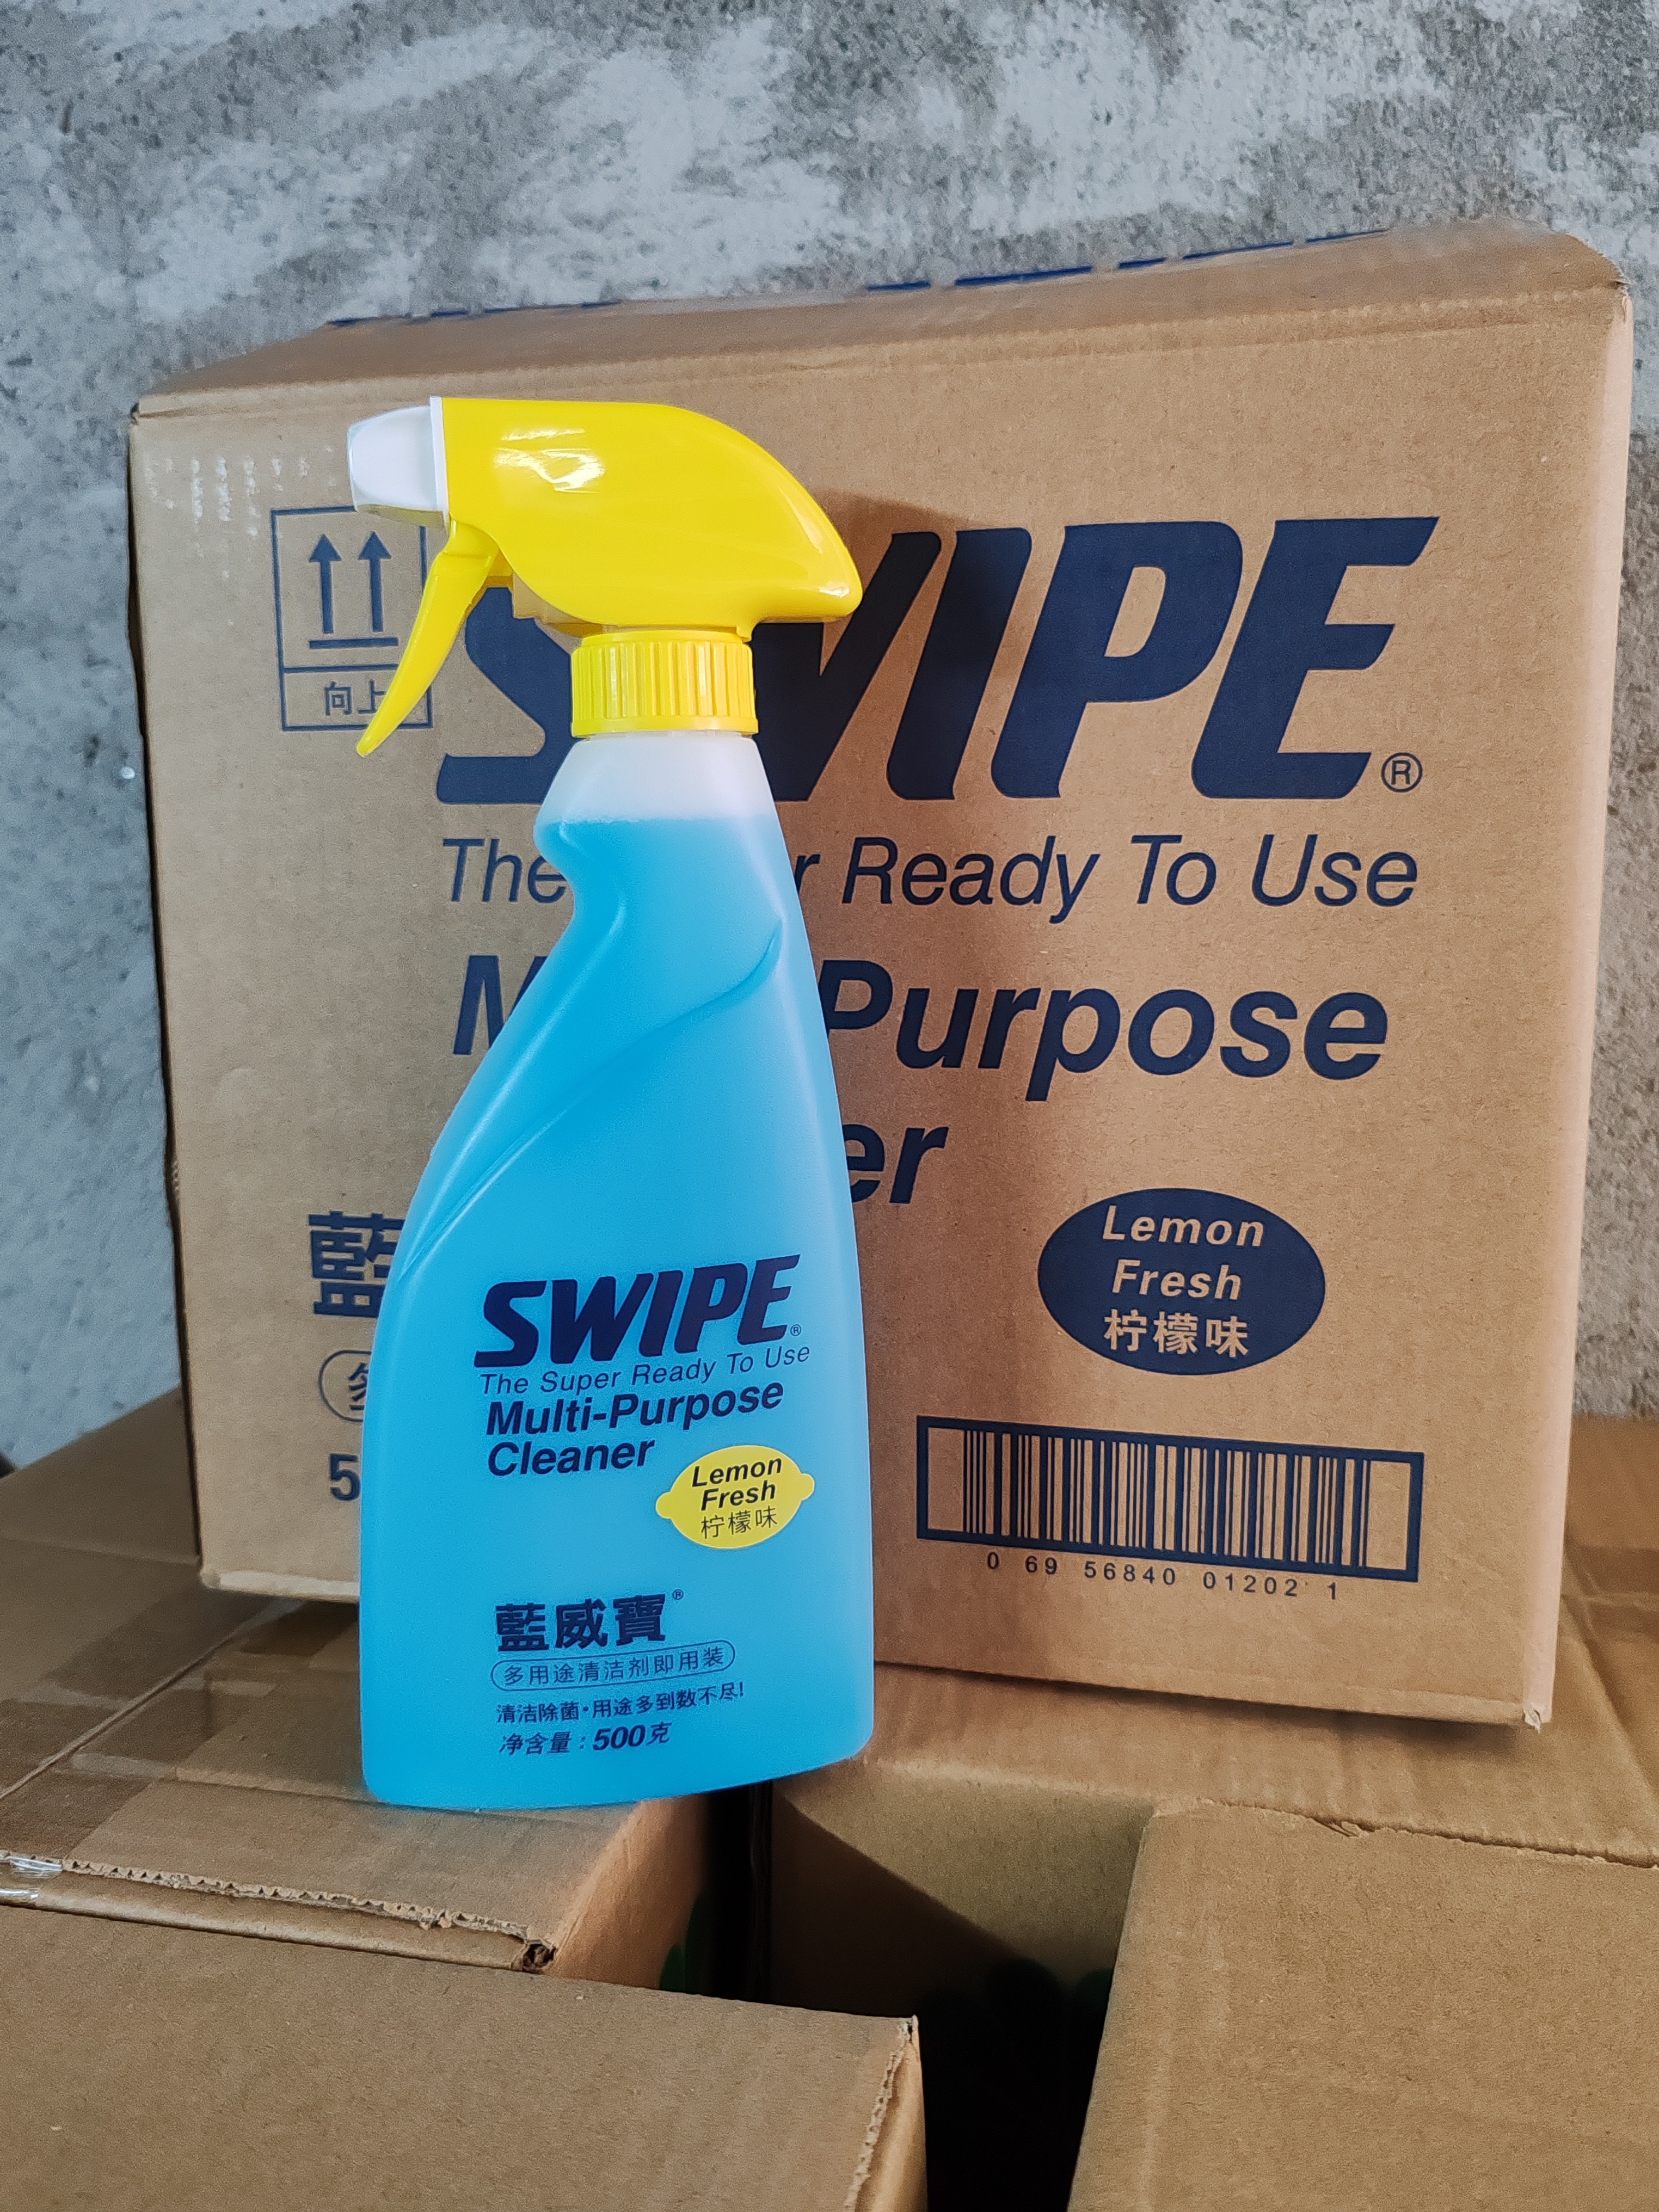 向上
SWIPE®
The Ready To Use
Purpose
Lemon
Fresh
柠檬味
0 69 56840 01202 1
SWIPE®
The Super Ready To Use
Multi-Purpose
Cleaner
Lemon
Fresh
柠檬味
藍威寶®
多用途清洁剂即用装
清洁除菌•用途多到数不尽!
净含量:500克